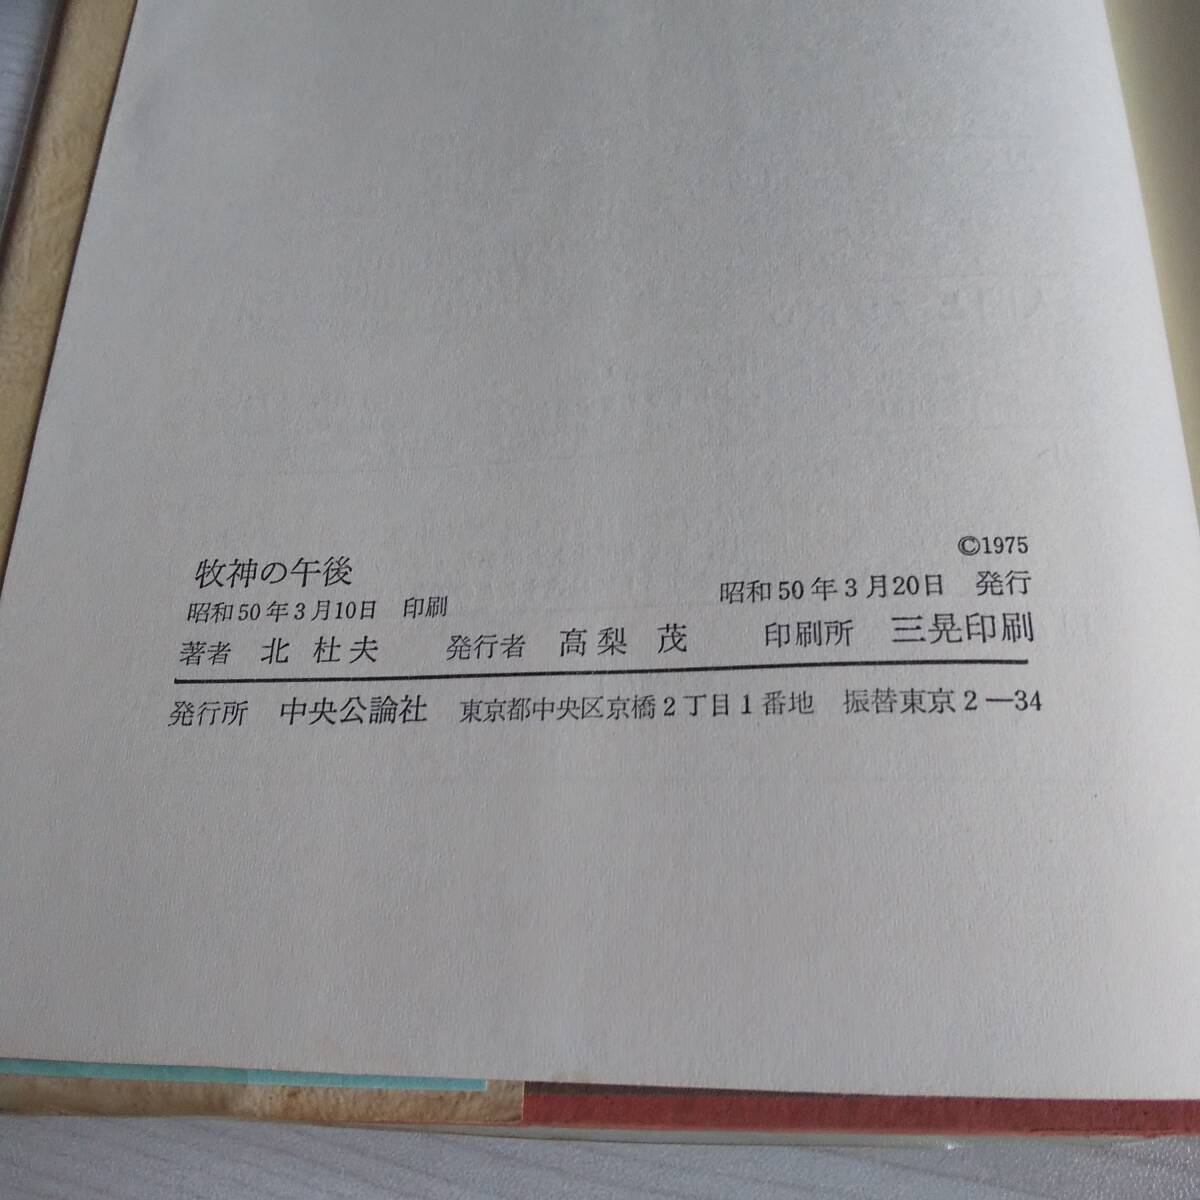 ©1975
牧神の午後
昭和50年3月10日 印刷 昭和50年3月20日 発行
著者 北 杜夫 発行者 高梨 茂 印刷所 三晃印刷
発行所 中央公論社 東京都中央区京橋2丁目1番地 振替東京2—34